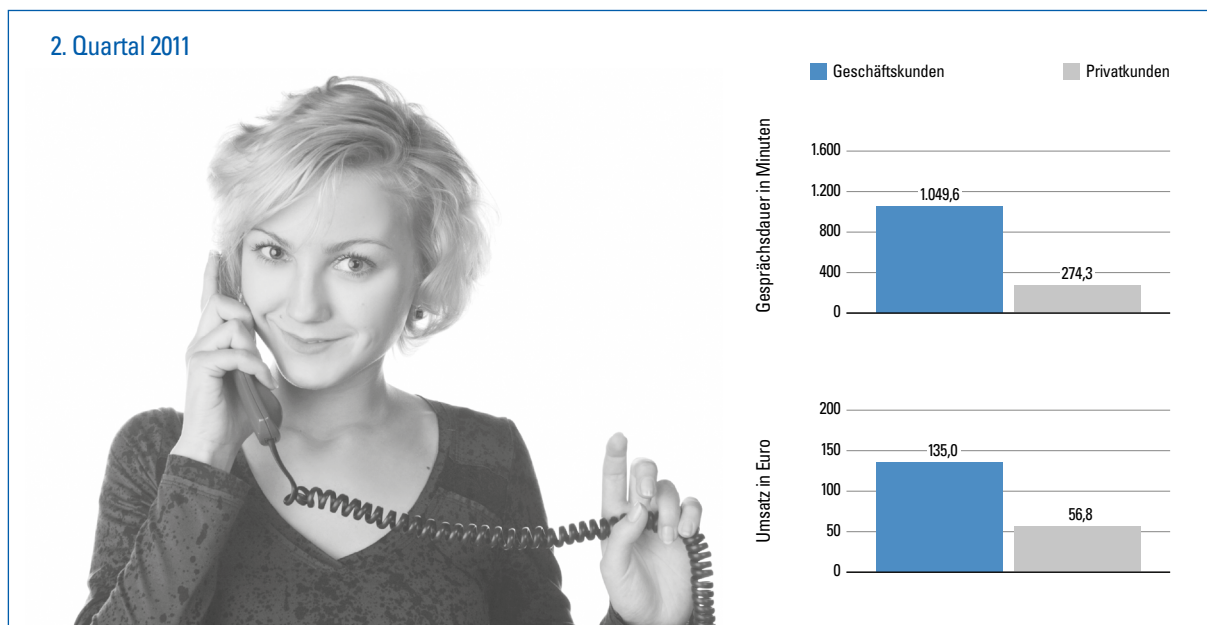 2. Quartal 2011
Geschäftskunden
Privatkunden
Gesprächsdauer in Minuten
1.600
1.200
800
400
0
1.049,6
274,3
Umsatz in Euro
200
150
100
50
0
135,0
56,8